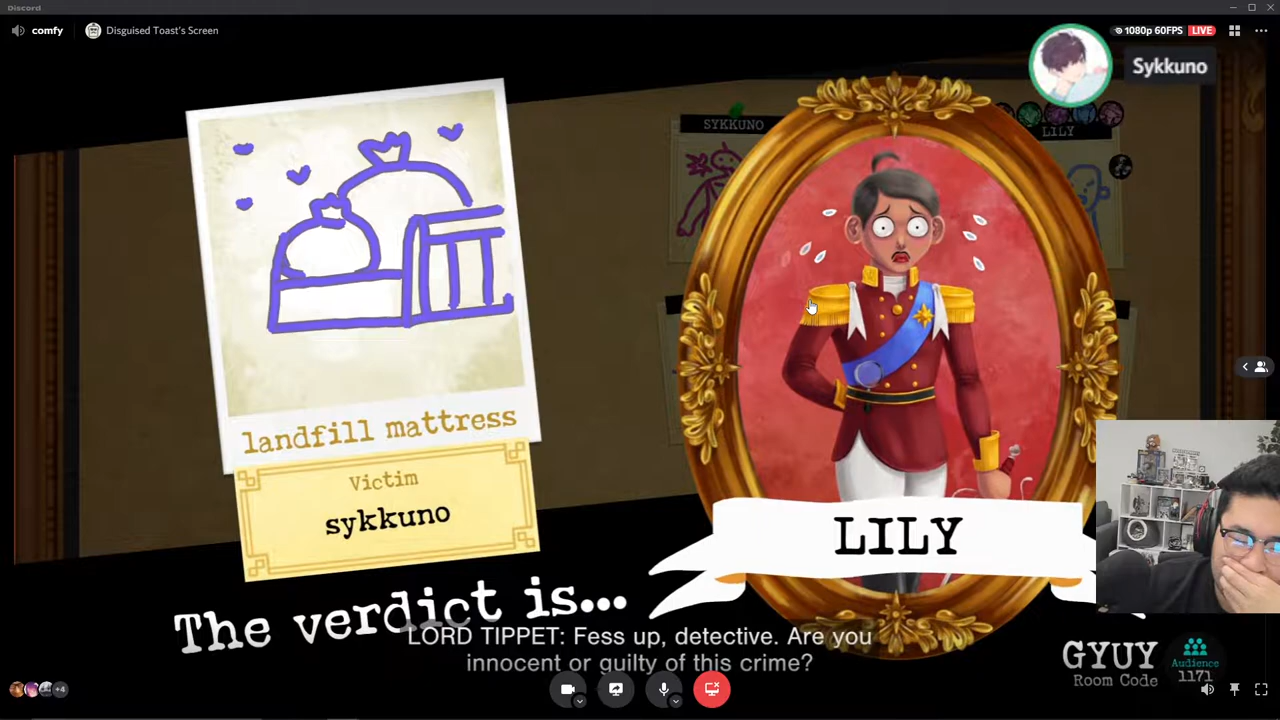 Discord
comfy
Disguised Toast's Screen
1080p 60FPS LIVE
Sykkuno
SYKKUNO
LILY
landfill mattress
Victim
sykkuno
LILY
The verdict is...
LORD TIPPET: Fess up, detective. Are you
innocent or guilty of this crime?
GYUY
Room Code
Audience
1171
+4